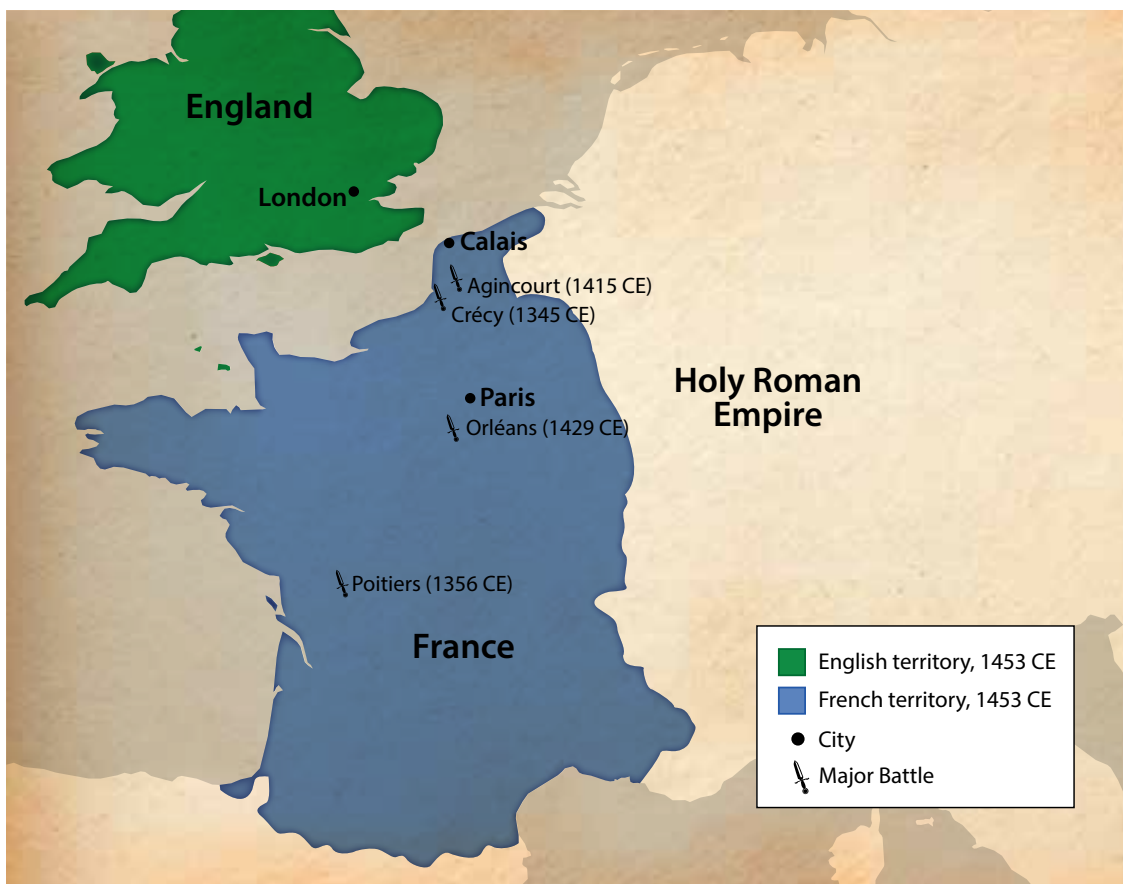 England
London
Calais
Agincourt (1415 CE)
Crécy (1345 CE)
Holy Roman
Empire
Paris
Orléans (1429 CE)
Poitiers (1356 CE)
France
English territory, 1453 CE
French territory, 1453 CE
City
Major Battle